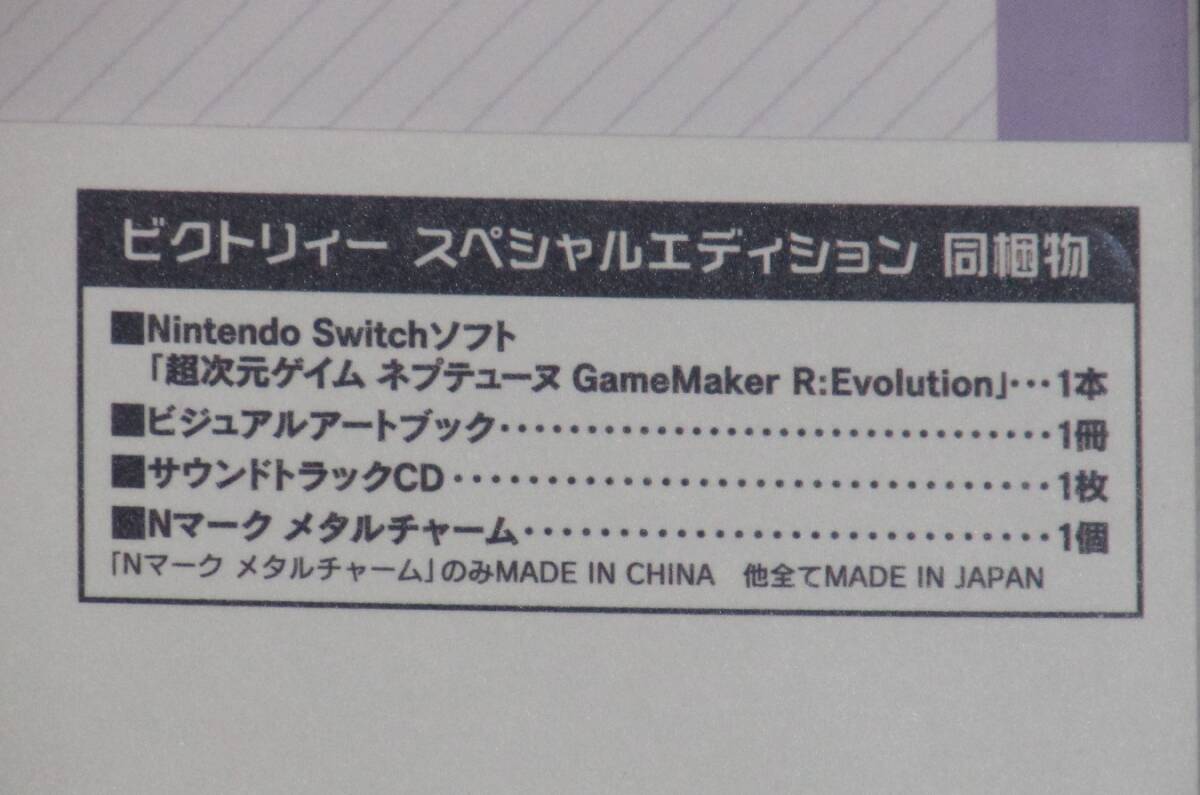 ビクトリィー スペシャルエディション 同梱物
■Nintendo Switchソフト
「超次元ゲイム ネプテューヌ GameMaker R:Evolution」…1本
■ビジュアルアートブック………………………………1冊
■サウンドトラックCD…………………………………1枚
■Nマーク メタルチャーム……………………………1個
「Nマーク メタルチャーム」のみMADE IN CHINA　他全てMADE IN JAPAN